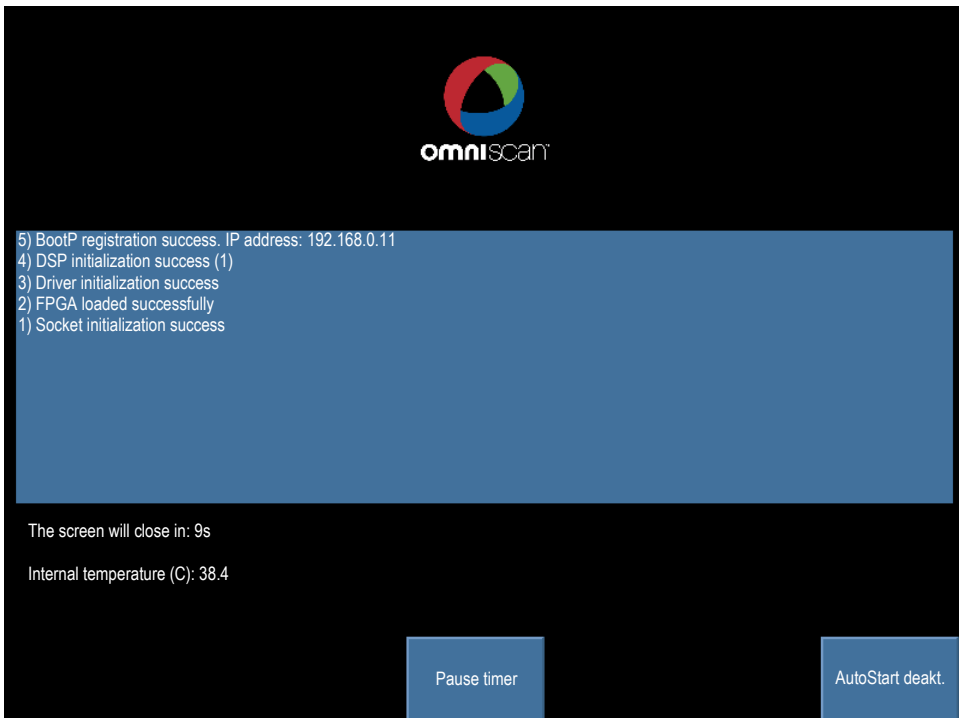 omniscan™
5) BootP registration success. IP address: 192.168.0.11
4) DSP initialization success (1)
3) Driver initialization success
2) FPGA loaded successfully
1) Socket initialization success
The screen will close in: 9s
Internal temperature (C): 38.4
Pause timer
AutoStart deakt.